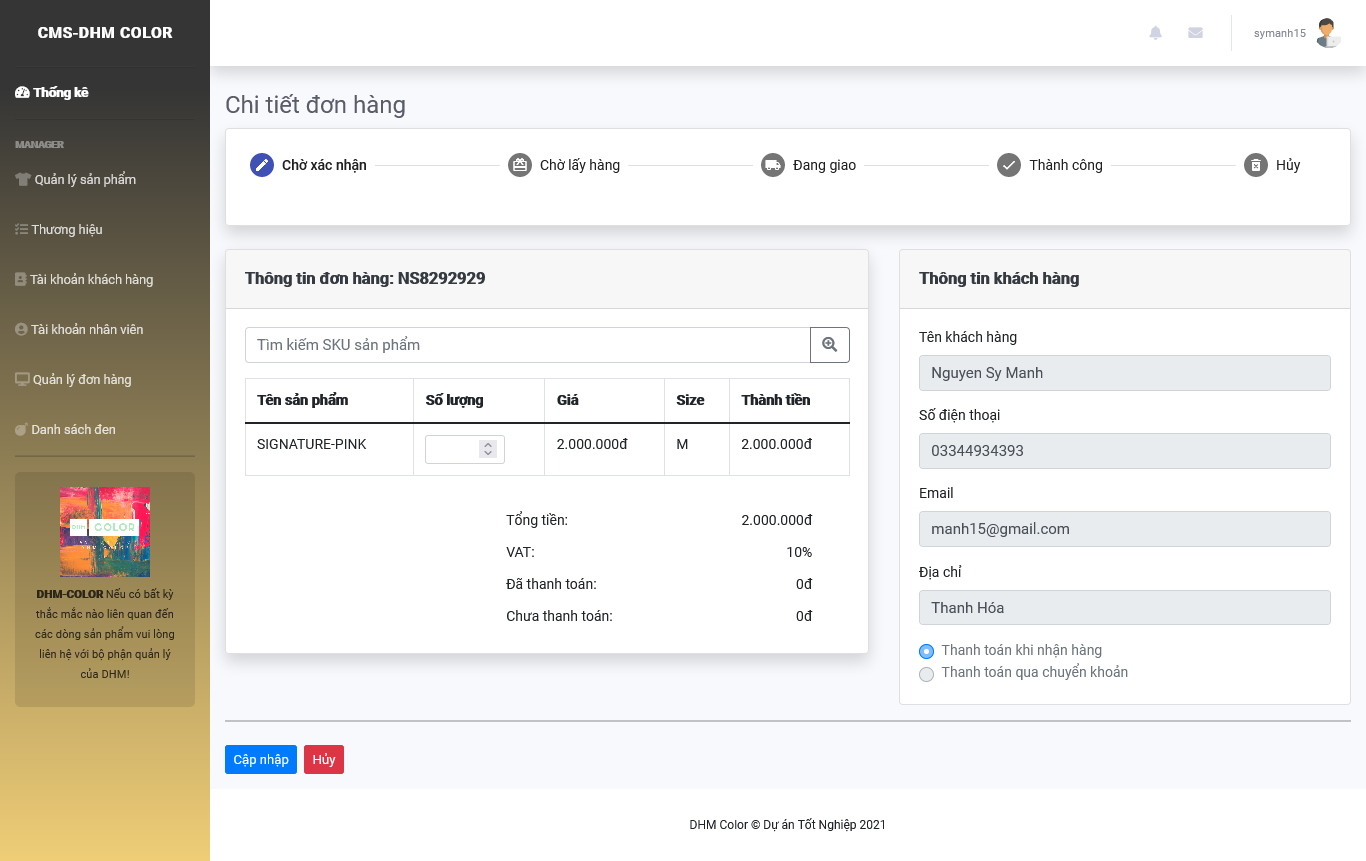 CMS-DHM COLOR
symanh15
Thống kê
MANAGER
Quản lý sản phẩm
Thương hiệu
Tài khoản khách hàng
Tài khoản nhân viên
Quản lý đơn hàng
Danh sách đen
COLOR
DHM-COLOR Nếu có bất kỳ
thắc mắc nào liên quan đến
các dòng sản phẩm vui lòng
liên hệ với bộ phận quản lý
của DHM!
Chi tiết đơn hàng
Chờ xác nhận
Chờ lấy hàng
Đang giao
Thành công
Hủy
Thông tin đơn hàng: NS8292929
Tìm kiếm SKU sản phẩm
Tên sản phẩm Số lượng Giá Size Thành tiền
SIGNATURE-PINK 2.000.000đ M 2.000.000đ
Tổng tiền: 2.000.000đ
VAT: 10%
Đã thanh toán: 0đ
Chưa thanh toán: 0đ
Thông tin khách hàng
Tên khách hàng
Nguyen Sy Manh
Số điện thoại
03344934393
Email
manh15@gmail.com
Địa chỉ
Thanh Hóa
Thanh toán khi nhận hàng
Thanh toán qua chuyển khoản
Cập nhập
Hủy
DHM Color © Dự án Tốt Nghiệp 2021